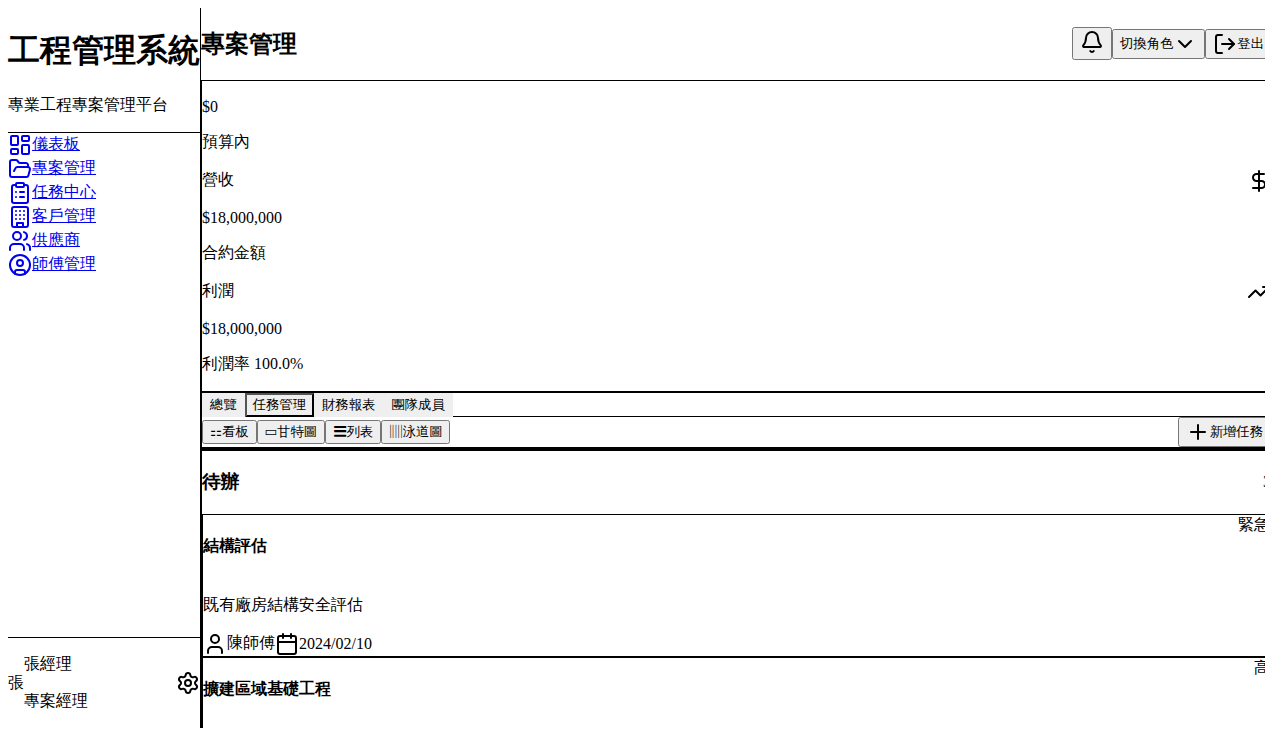 工程管理系統
專業工程專案管理平台
儀表板
專案管理
任務中心
客戶管理
供應商
師傅管理
張
張經理
專案經理
專案管理
切換角色
登出
$0
預算內
營收
$18,000,000
合約金額
利潤
$18,000,000
利潤率 100.0%
總覽
任務管理
財務報表
團隊成員
看板
甘特圖
列表
泳道圖
新增任務
待辦
結構評估
緊急
既有廠房結構安全評估
陳師傅
2024/02/10
擴建區域基礎工程
高